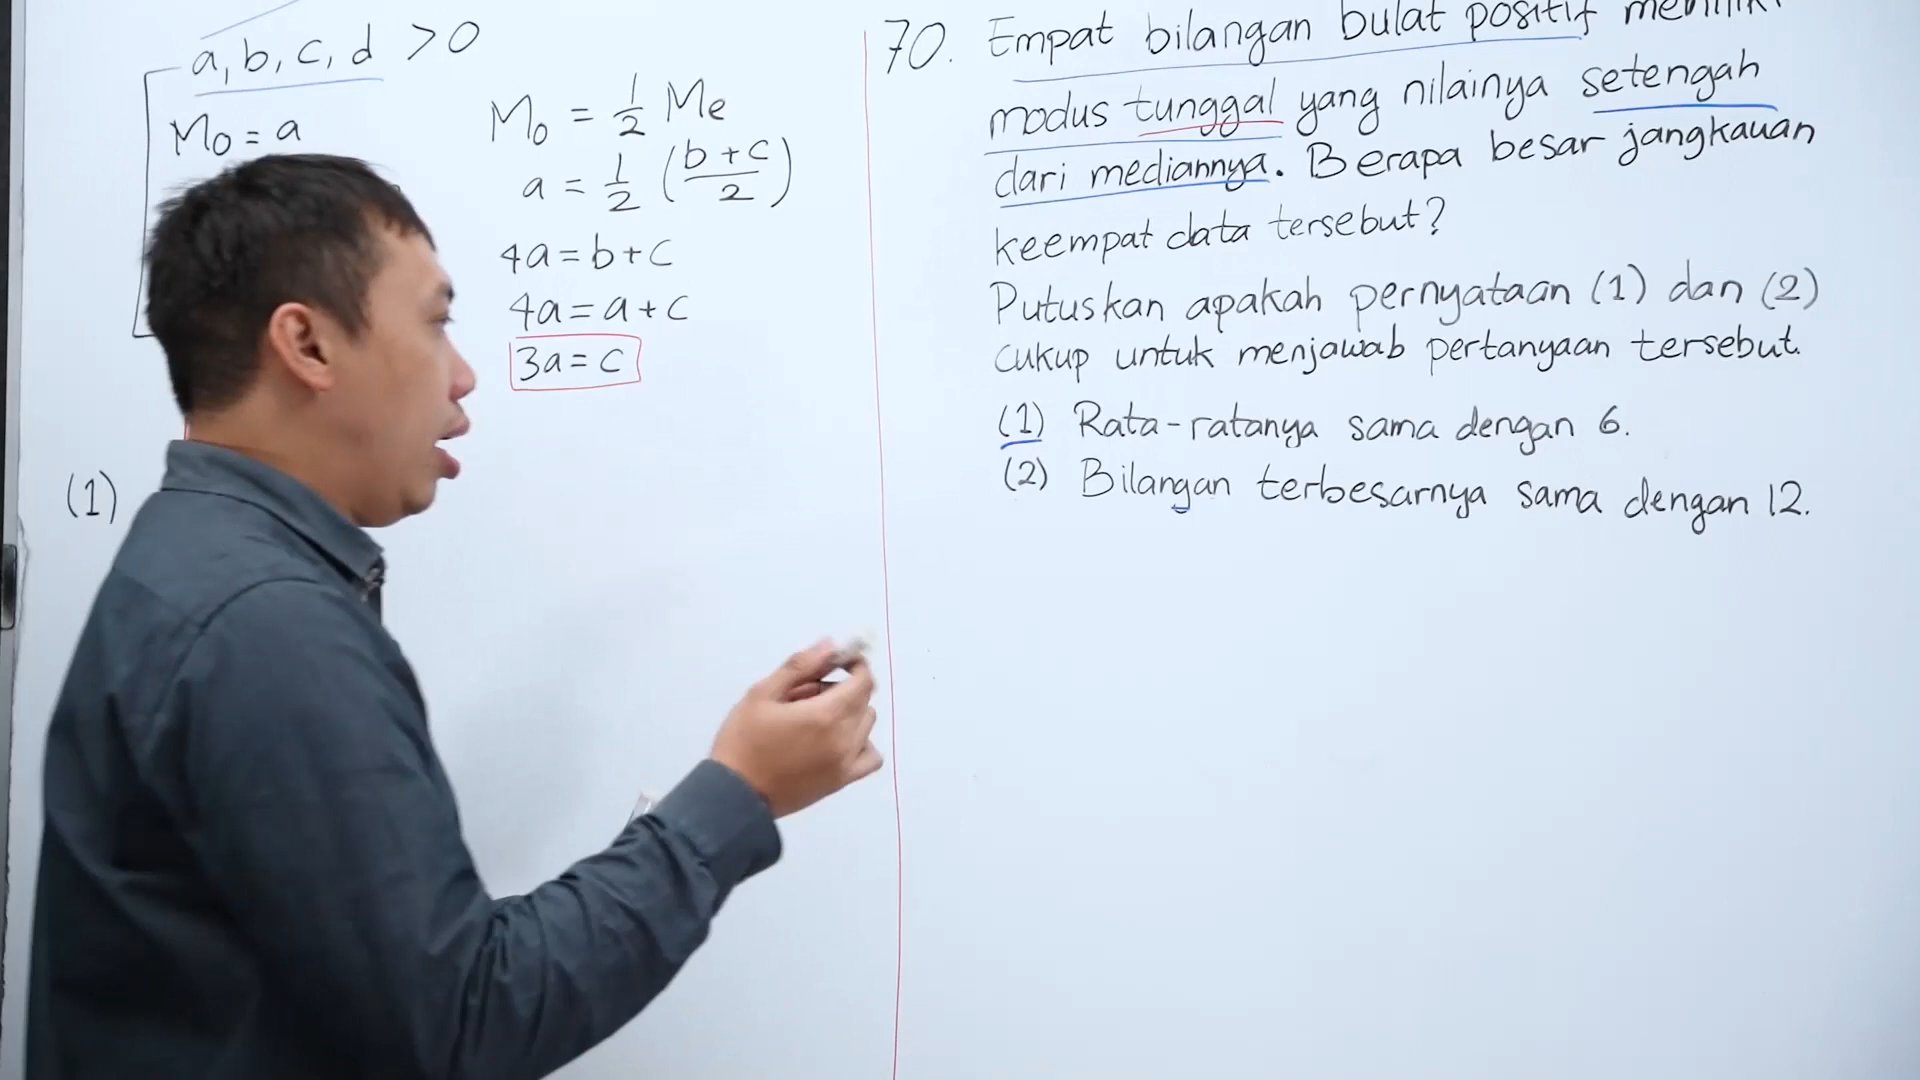 a, b, c, d > 0
Mo = a
Mo = 1/2 Me
a = 1/2 (b + c / 2)
4a = b + c
4a = a + c
3a = c
(1)
70. Empat bilangan bulat positif
modus tunggal yang nilainya setengah
dari mediannya. Berapa besar jangkauan
keempat data tersebut?
Putuskan apakah pernyataan (1) dan (2)
cukup untuk menjawab pertanyaan tersebut.
(1) Rata-ratanya sama dengan 6.
(2) Bilangan terbesarnya sama dengan 12.